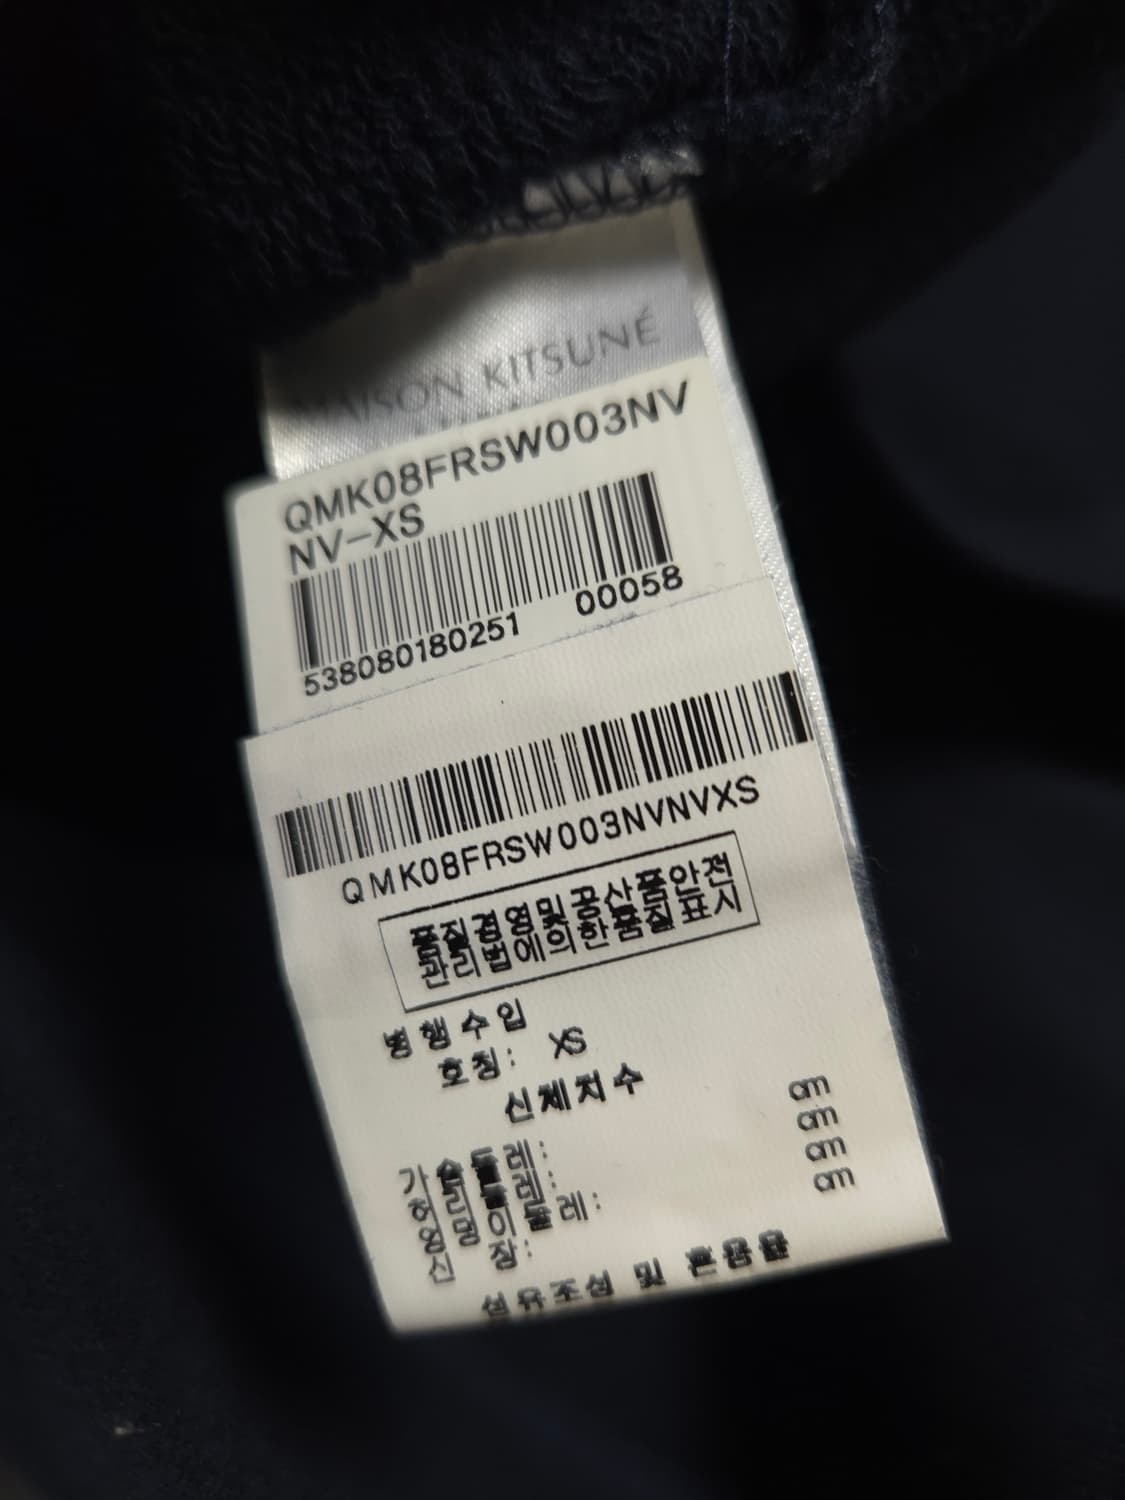 MAISON KITSUNÉ
QMK08FRSW003NV
NV-XS
538080180251 00058
QMK08FRSW003NVNVXS
품질경영및공산품안전
관리법에의한품질표시
병행수입
호칭: XS
신체치수
가슴둘레: cm
허리둘레: cm
엉덩이둘레: cm
신장: cm
섬유조성 및 혼용율